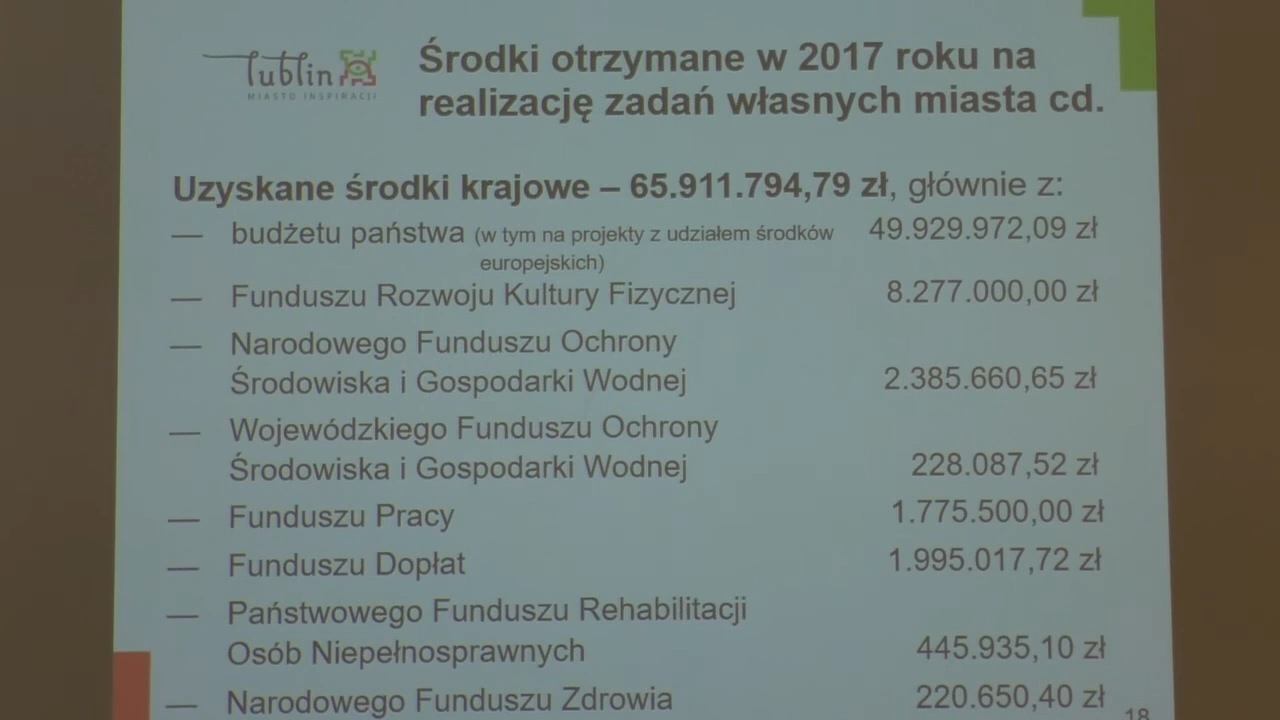 lublin
MIASTO INSPIRACJI
Środki otrzymane w 2017 roku na
realizację zadań własnych miasta cd.
Uzyskane środki krajowe – 65.911.794,79 zł, głównie z:
— budżetu państwa (w tym na projekty z udziałem środków europejskich) 49.929.972,09 zł
— Funduszu Rozwoju Kultury Fizycznej 8.277.000,00 zł
— Narodowego Funduszu Ochrony
Środowiska i Gospodarki Wodnej 2.385.660,65 zł
— Wojewódzkiego Funduszu Ochrony
Środowiska i Gospodarki Wodnej 228.087,52 zł
— Funduszu Pracy 1.775.500,00 zł
— Funduszu Dopłat 1.995.017,72 zł
— Państwowego Funduszu Rehabilitacji
Osób Niepełnosprawnych 445.935,10 zł
— Narodowego Funduszu Zdrowia 220.650,40 zł
18